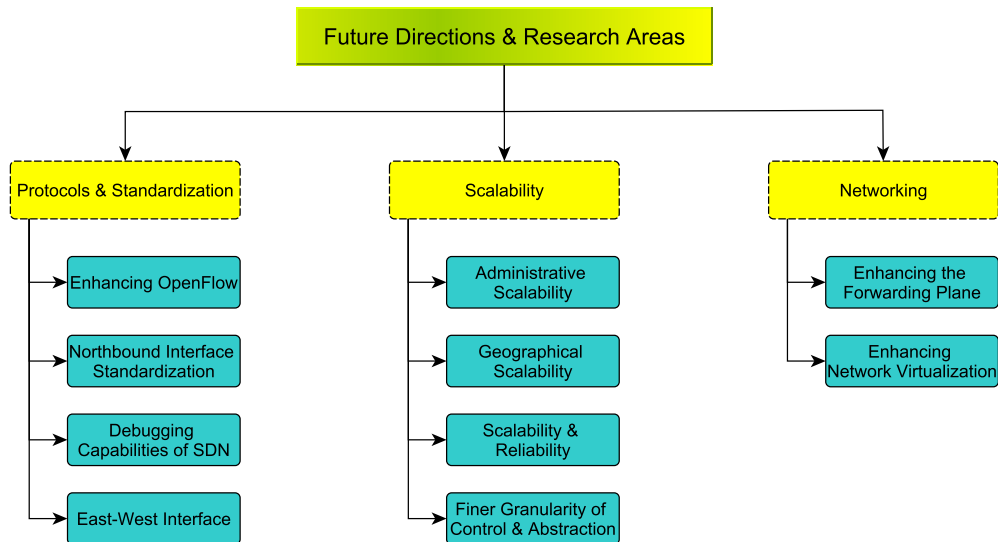 Future Directions & Research Areas
Protocols & Standardization
Enhancing OpenFlow
Northbound Interface
Standardization
Debugging
Capabilities of SDN
East-West Interface
Scalability
Administrative
Scalability
Geographical
Scalability
Scalability &
Reliability
Finer Granularity of
Control & Abstraction
Networking
Enhancing the
Forwarding Plane
Enhancing
Network Virtualization